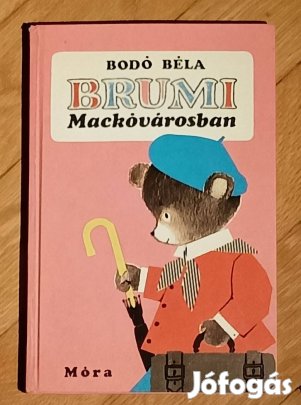 BODÓ BÉLA
BRUMI
Mackóvárosban
Móra
Jófogás